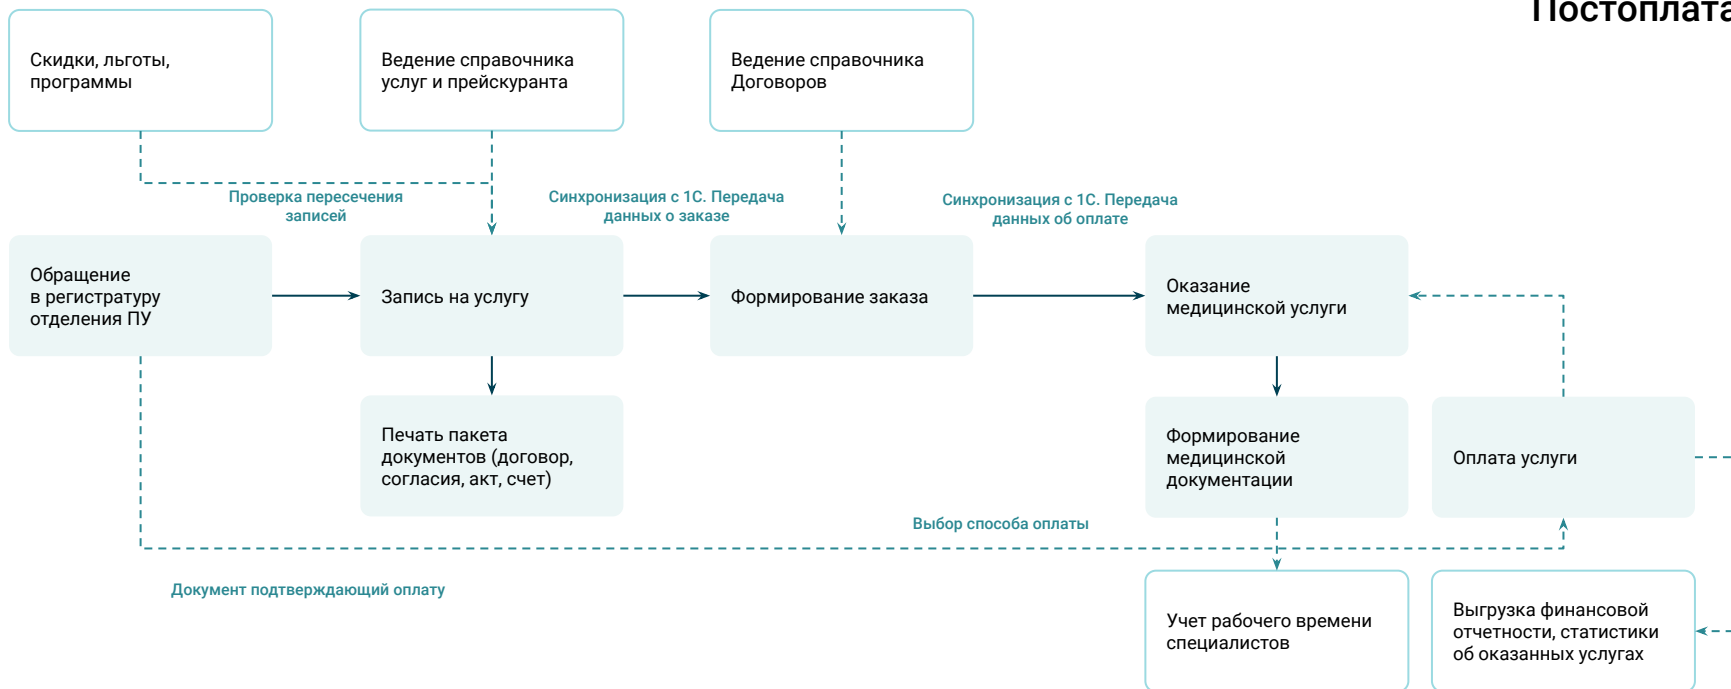 Постоплата
Скидки, льготы,
программы
Ведение справочника
услуг и прейскуранта
Ведение справочника
Договоров
Проверка пересечения
записей
Синхронизация с 1С. Передача
данных о заказе
Синхронизация с 1С. Передача
данных об оплате
Обращение
в регистратуру
отделения ПУ
Запись на услугу
Формирование заказа
Оказание
медицинской услуги
Печать пакета
документов (договор,
согласия, акт, счет)
Формирование
медицинской
документации
Оплата услуги
Выбор способа оплаты
Документ подтверждающий оплату
Учет рабочего времени
специалистов
Выгрузка финансовой
отчетности, статистики
об оказанных услугах